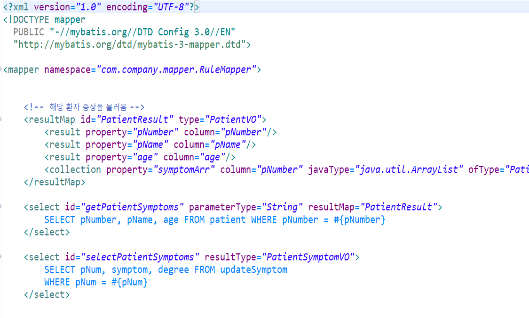 <?xml version="1.0" encoding="UTF-8"?>
<!DOCTYPE mapper
PUBLIC "-//mybatis.org//DTD Config 3.0//EN"
"http://mybatis.org/dtd/mybatis-3-mapper.dtd">
<mapper namespace="com.company.mapper.RuleMapper">
<!-- 해당 환자 증상들 불러옴 -->
<resultMap id="PatientResult" type="PatientVO">
<result property="pNumber" column="pNumber"/>
<result property="pName" column="pName"/>
<result property="age" column="age"/>
<collection property="symptomArr" column="pNumber" javaType="java.util.ArrayList" ofType="Pati
</resultMap>
<select id="getPatientSymptoms" parameterType="String" resultMap="PatientResult">
SELECT pNumber, pName, age FROM patient WHERE pNumber = #{pNumber}
</select>
<select id="selectPatientSymptoms" resultType="PatientSymptomVO">
SELECT pNum, symptom, degree FROM updateSymptom
WHERE pNum = #{pNum}
</select>